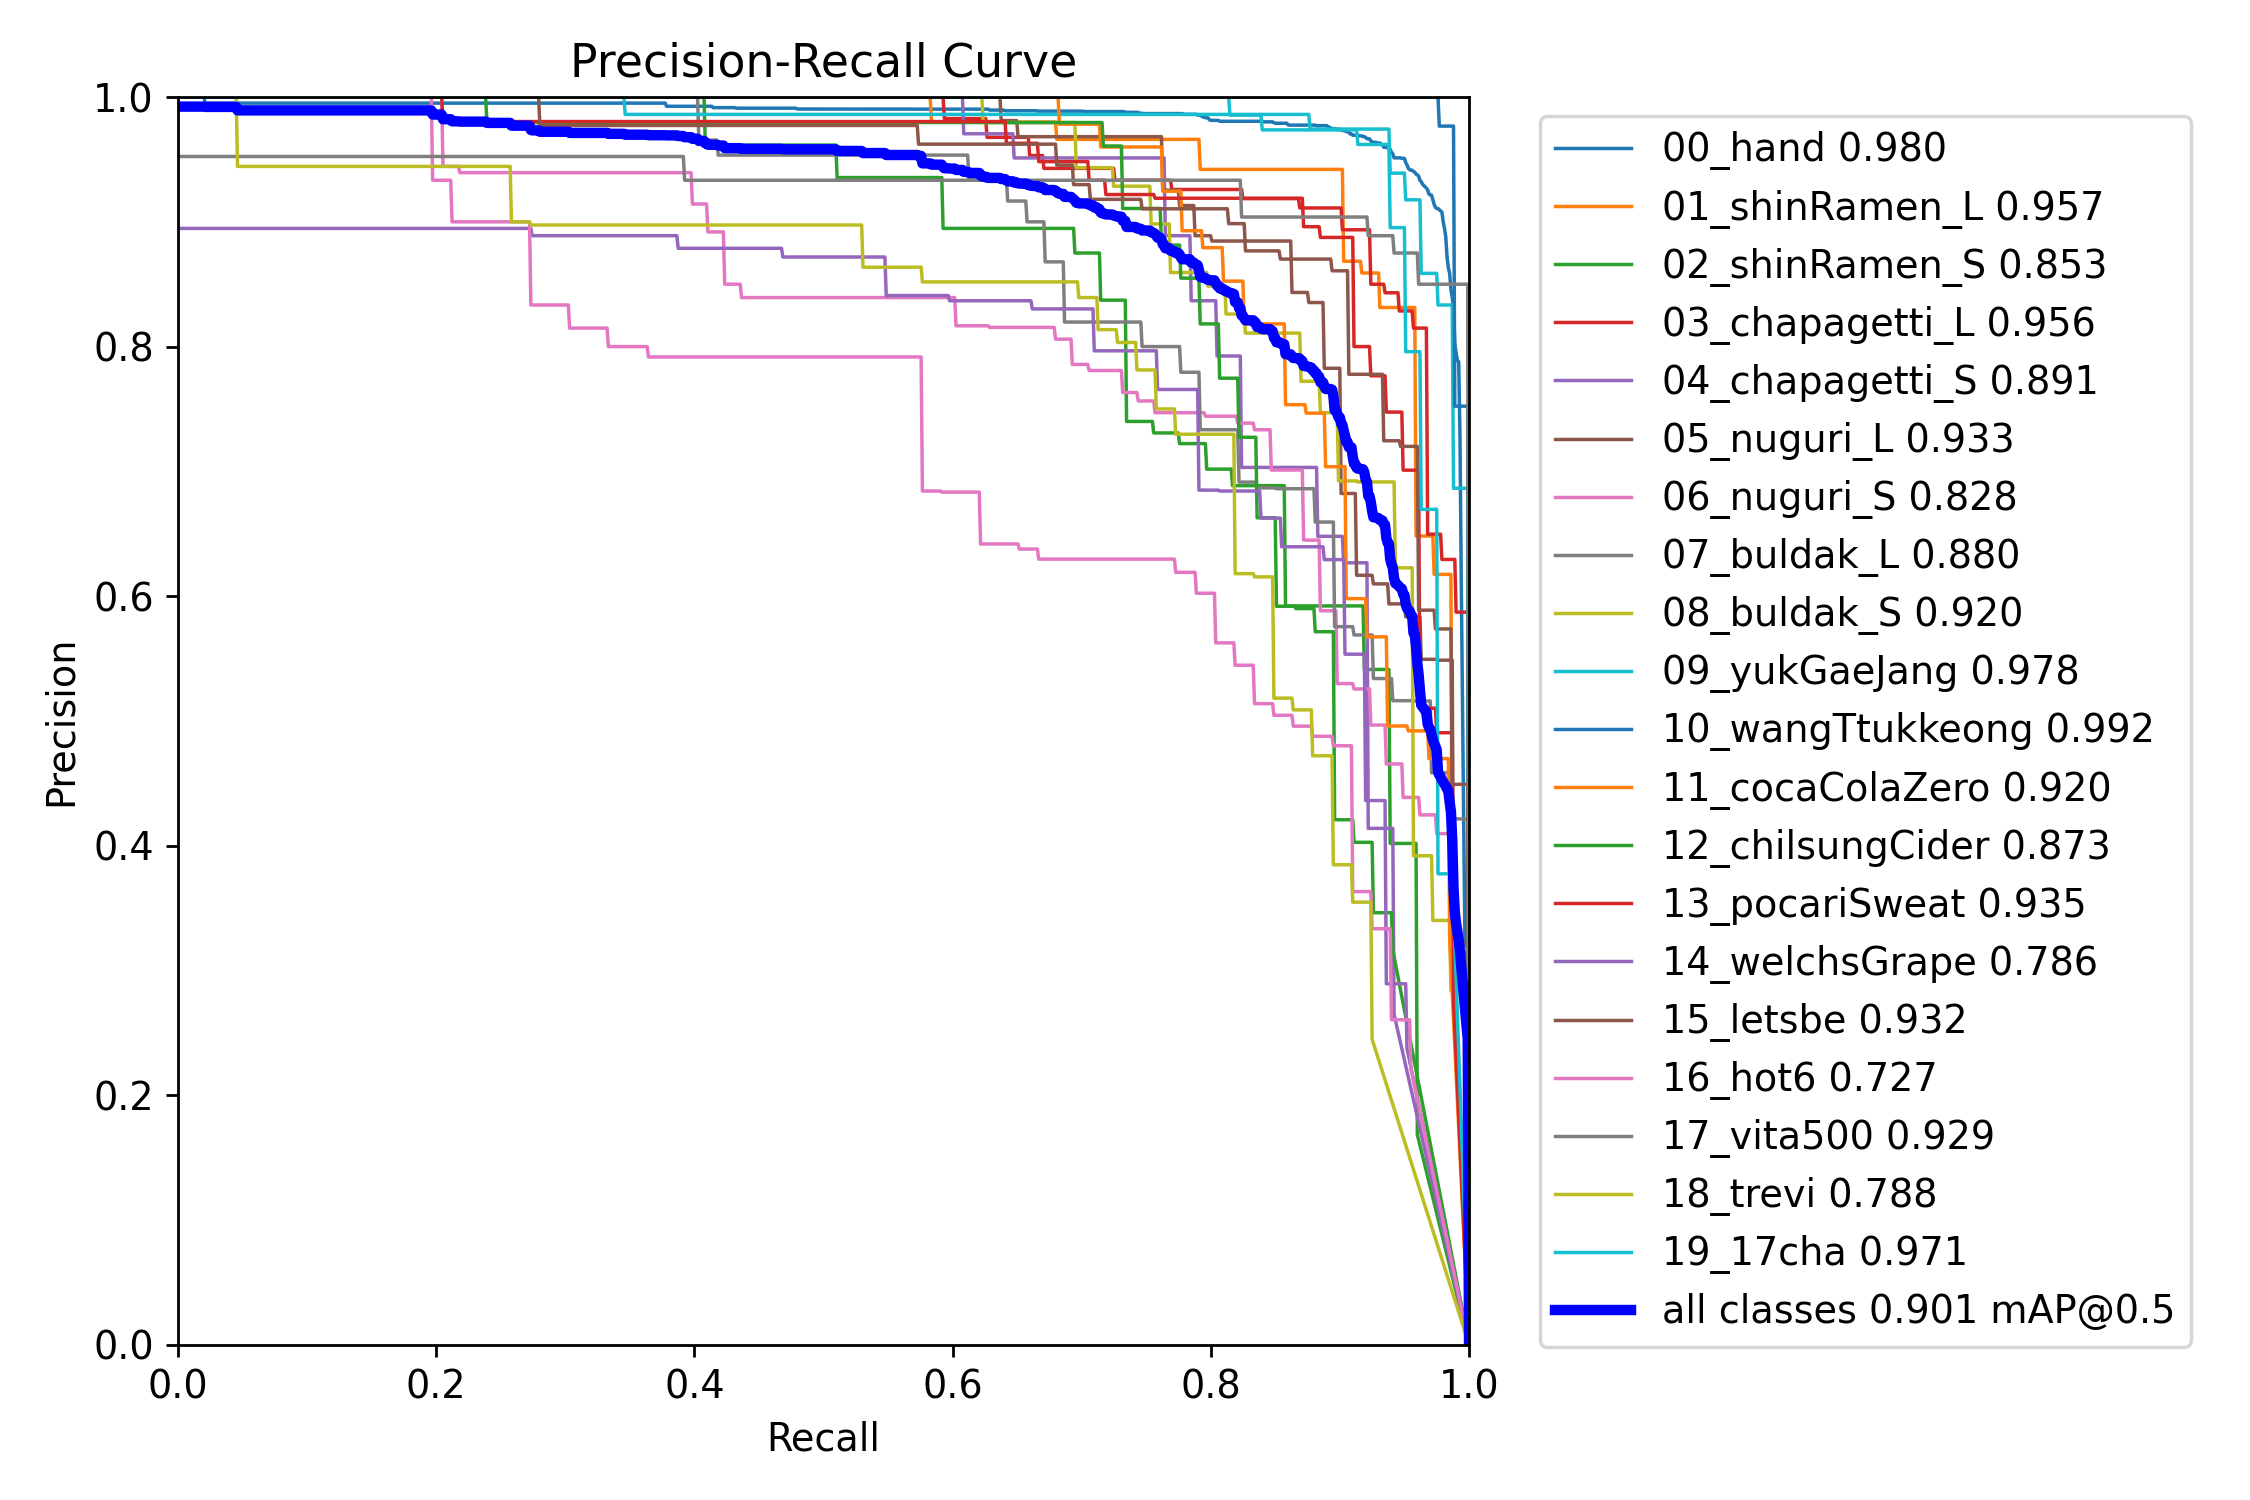 Precision-Recall Curve
1.0
0.8
0.6
0.4
0.2
0.0
Precision
0.0 0.2 0.4 0.6 0.8 1.0
Recall
00_hand 0.980
01_shinRamen_L 0.957
02_shinRamen_S 0.853
03_chapagetti_L 0.956
04_chapagetti_S 0.891
05_nuguri_L 0.933
06_nuguri_S 0.828
07_buldak_L 0.880
08_buldak_S 0.920
09_yukGaeJang 0.978
10_wangTtukkeong 0.992
11_cocaColaZero 0.920
12_chilsungCider 0.873
13_pocariSweat 0.935
14_welchsGrape 0.786
15_letsbe 0.932
16_hot6 0.727
17_vita500 0.929
18_trevi 0.788
19_17cha 0.971
all classes 0.901 mAP@0.5